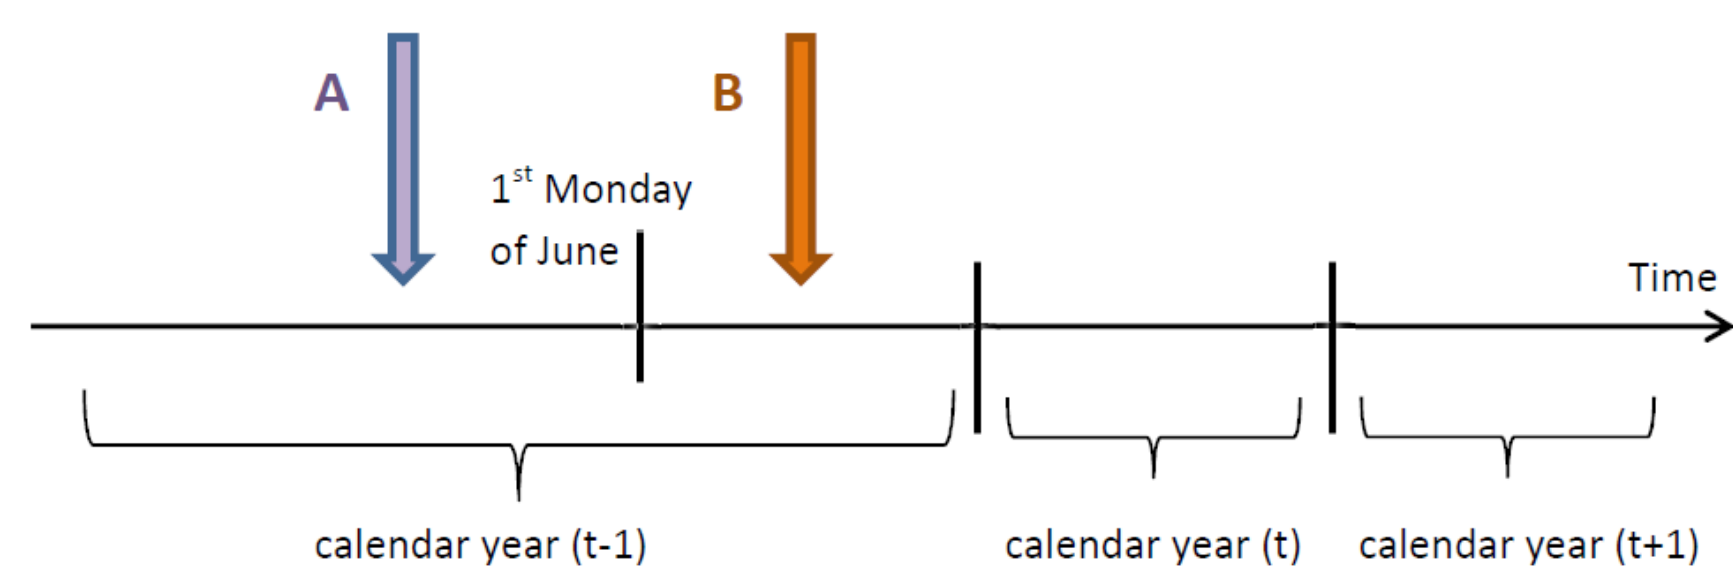 A
B
1st Monday
of June
Time
calendar year (t-1)
calendar year (t)
calendar year (t+1)